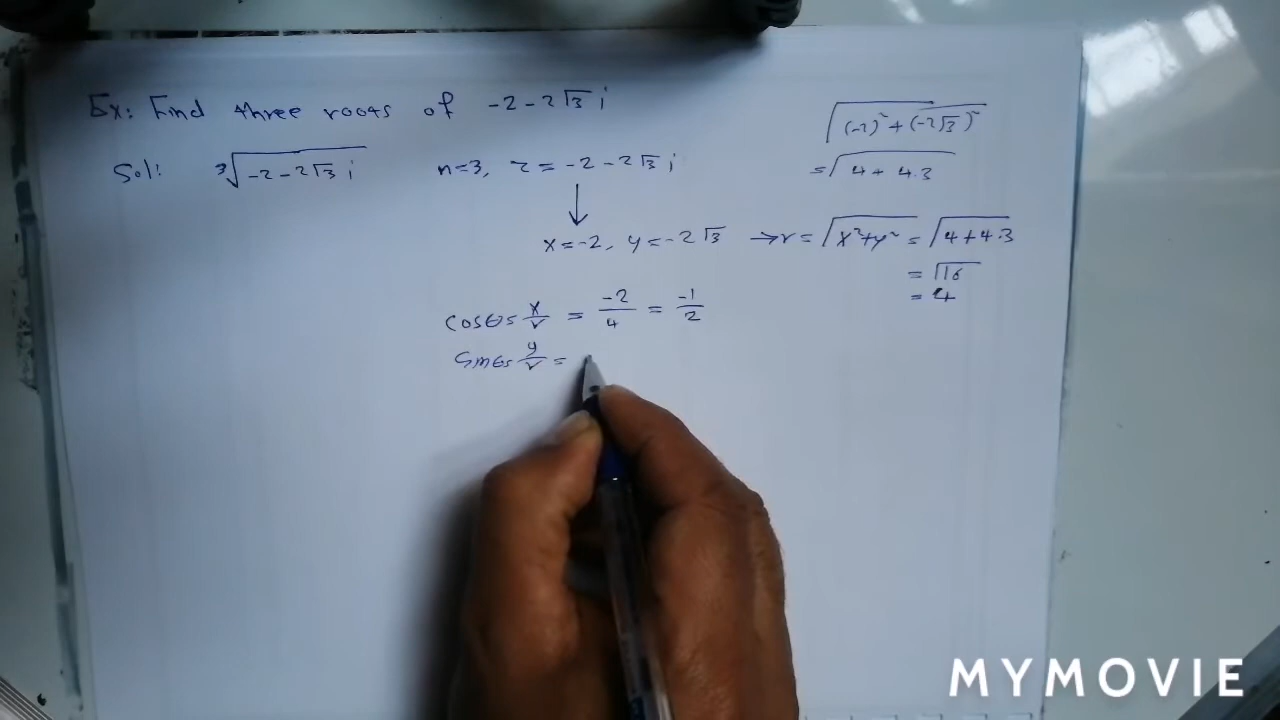 Ex: Find three roots of -2-2√3 i
Sol: ³√-2-2√3 i n=3, z=-2-2√3 i
√(-2)²+(-2√3)²
=√4+4.3
↓
x=-2, y=-2√3 →r=√x²+y² = √4+4.3
= √16
= 4
cosθ= x/r = -2/4 = -1/2
sinθ= y/r =
MYMOVIE